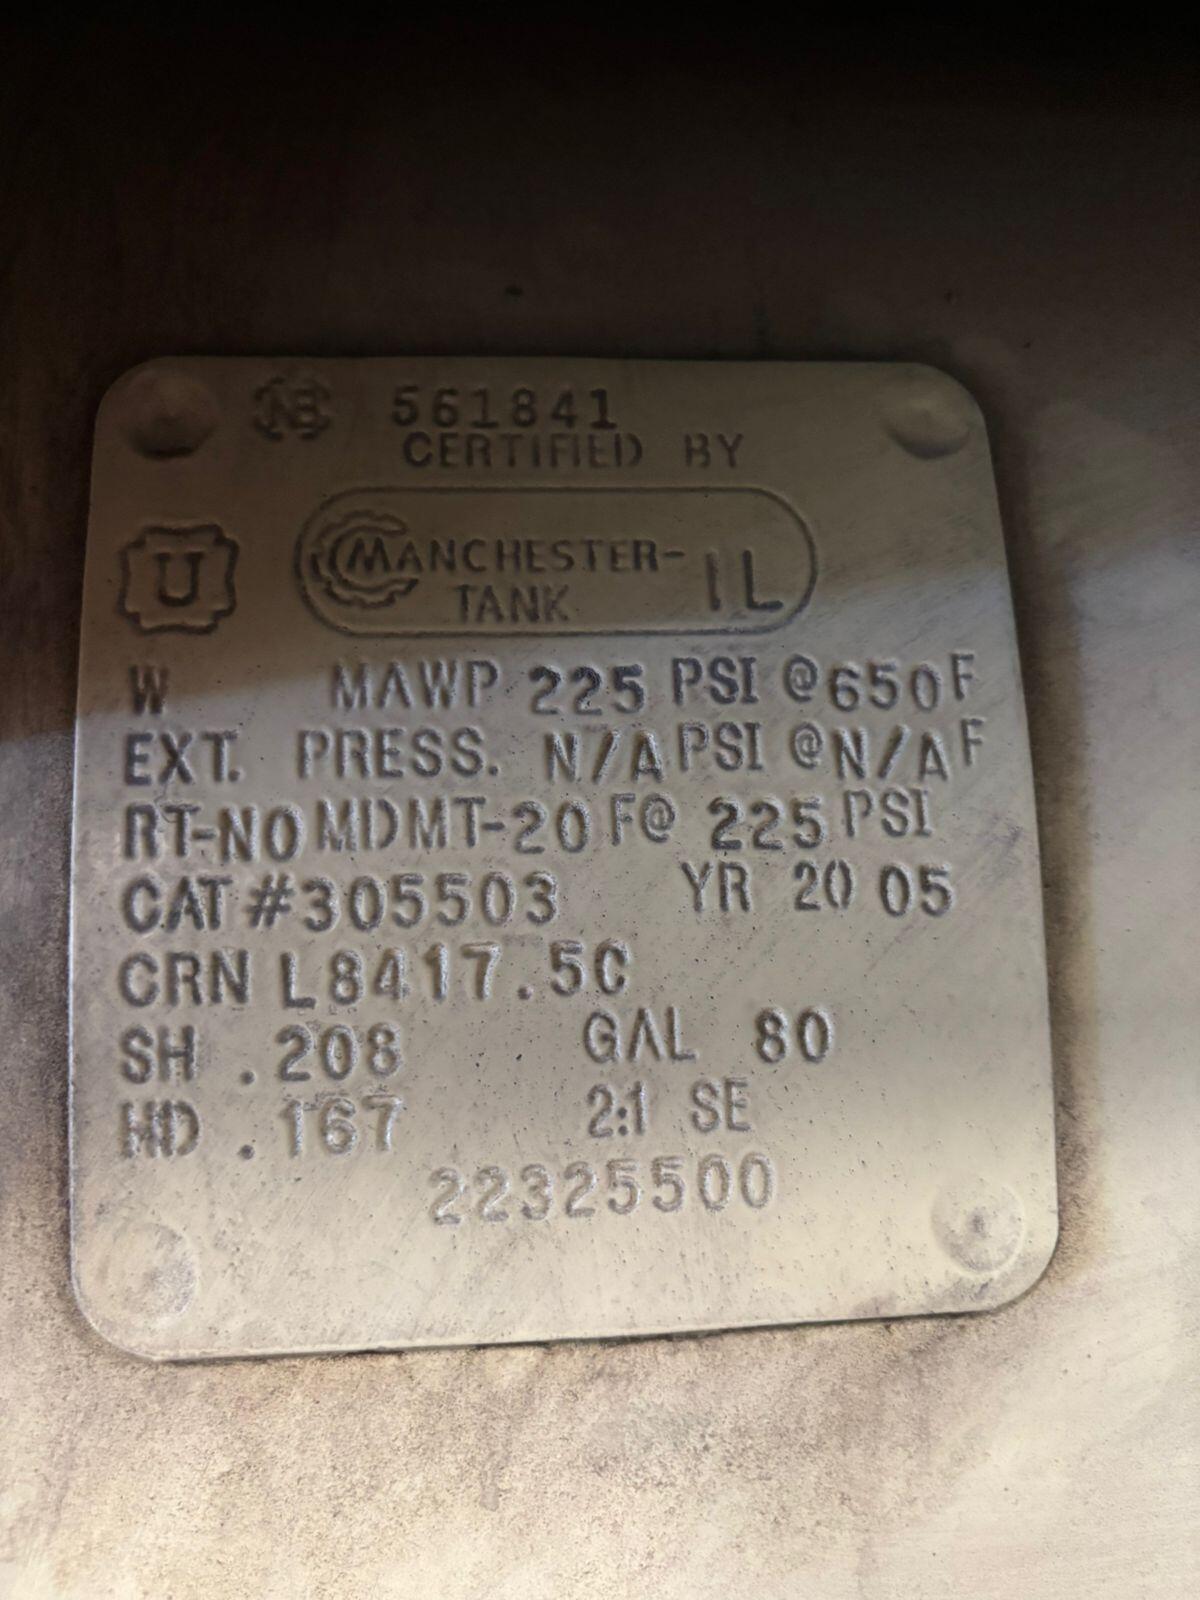 NB 561841
CERTIFIED BY
U
MANCHESTER-
TANK IL
W MAWP 225 PSI @ 650F
EXT. PRESS. N/A PSI @ N/A F
RT-NO MDMT-20 F@ 225 PSI
CAT #305503 YR 20 05
CRN L8417.5C
SH .208 GAL 80
HD .167 2:1 SE
22325500